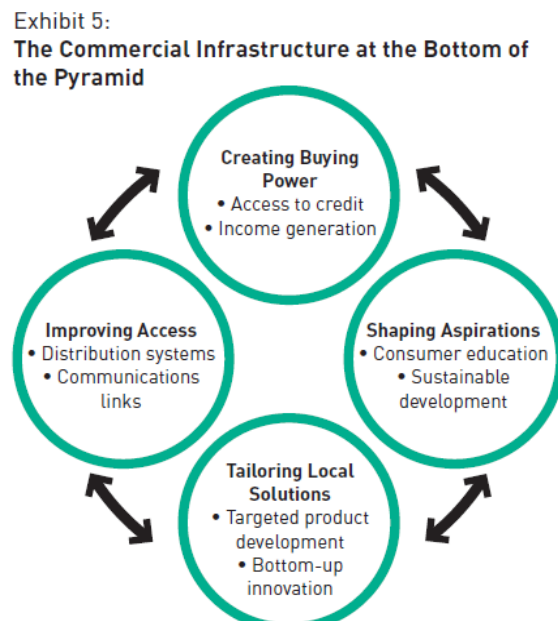 Exhibit 5:
The Commercial Infrastructure at the Bottom of
the Pyramid
Creating Buying
Power
• Access to credit
• Income generation
Improving Access
• Distribution systems
• Communications
links
Shaping Aspirations
• Consumer education
• Sustainable
development
Tailoring Local
Solutions
• Targeted product
development
• Bottom-up
innovation